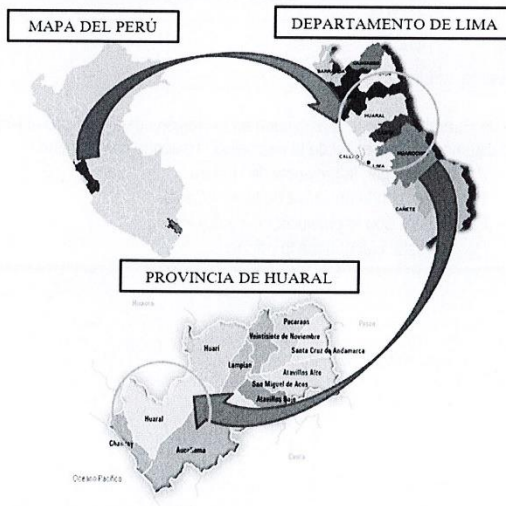 MAPA DEL PERÚ
DEPARTAMENTO DE LIMA
BARRANCA
HUARAL
CALLAO
LIMA
CAÑETE
PROVINCIA DE HUARAL
Pacaraos
Veintisiete de Noviembre
Huari
Santa Cruz de Andamarca
Lampian
Atavillos Alto
San Miguel de Acos
Atavillos Bajo
Huaral
Chancay
Aucallama
Oceano Pacifico